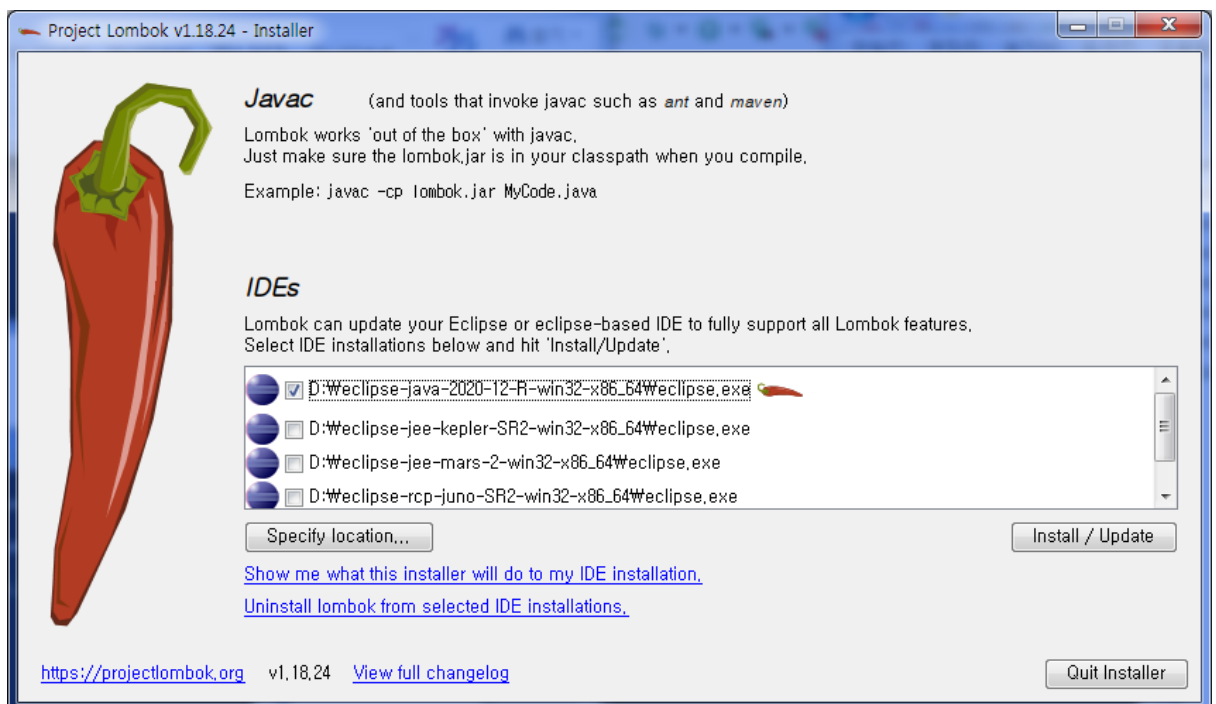 Project Lombok v1.18.24 - Installer
Javac (and tools that invoke javac such as ant and maven)
Lombok works 'out of the box' with javac,
Just make sure the lombok,jar is in your classpath when you compile,
Example: javac -cp lombok.jar MyCode.java
IDEs
Lombok can update your Eclipse or eclipse-based IDE to fully support all Lombok features,
Select IDE installations below and hit 'Install/Update',
D:₩eclipse-java-2020-12-R-win32-x86_64₩eclipse,exe
D:₩eclipse-jee-kepler-SR2-win32-x86_64₩eclipse,exe
D:₩eclipse-jee-mars-2-win32-x86_64₩eclipse,exe
D:₩eclipse-rcp-juno-SR2-win32-x86_64₩eclipse,exe
Specify location,,, Install / Update
Show me what this installer will do to my IDE installation,
Uninstall lombok from selected IDE installations,
https://projectlombok,org v1,18,24 View full changelog Quit Installer